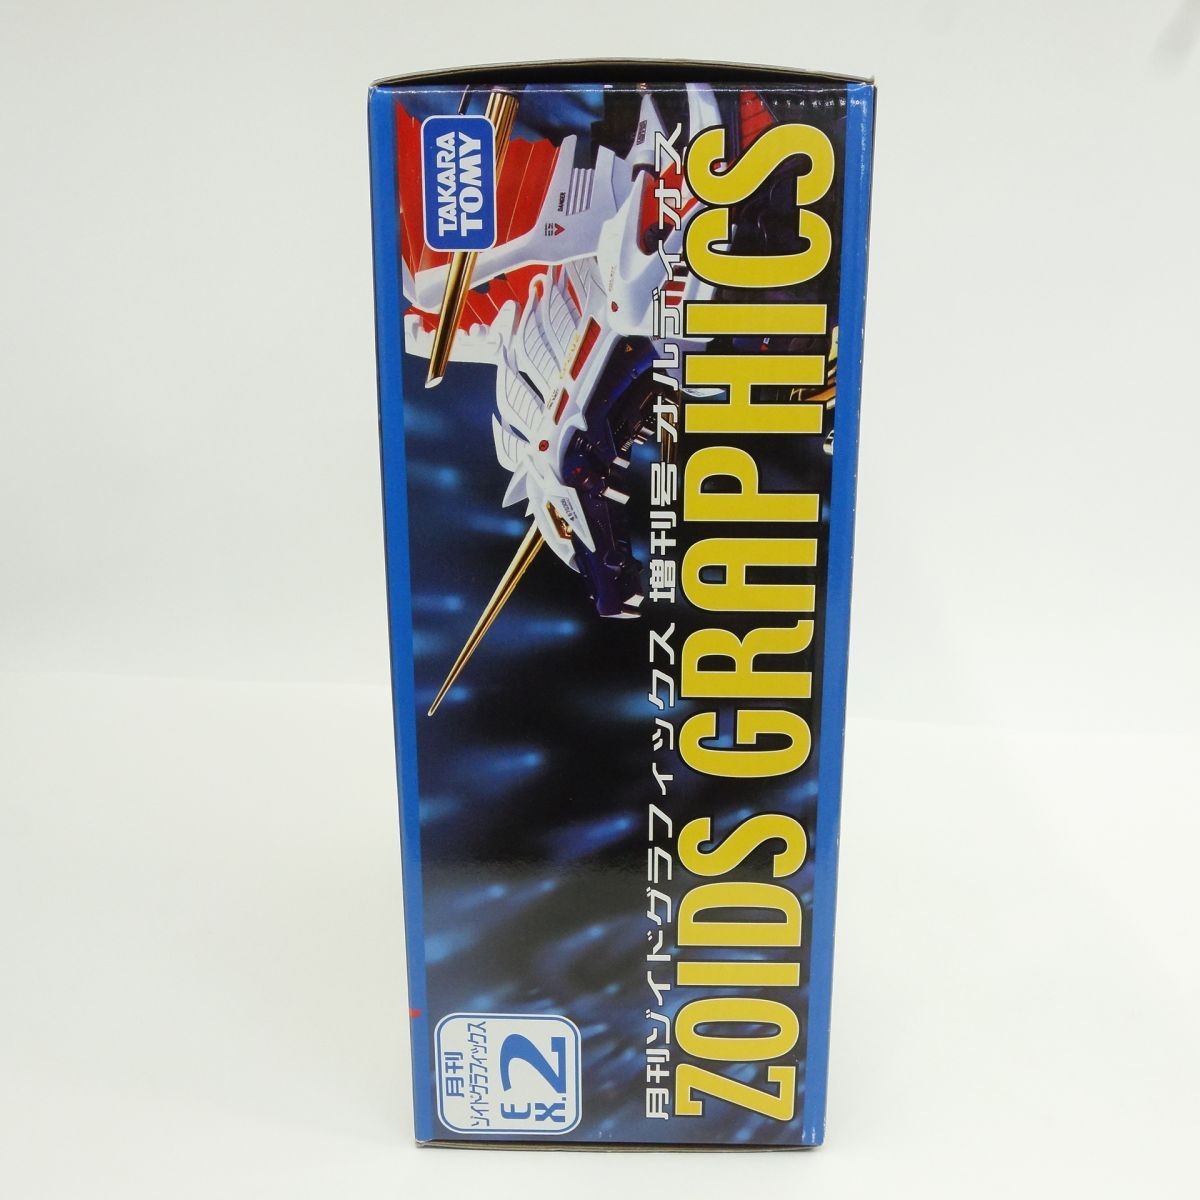 TAKARA
TOMY
月刊ゾイドグラフィックス 増刊号 オルディオス
ZOIDS GRAPHICS
月刊
ゾイドグラフィックス
EX.2
DANGER